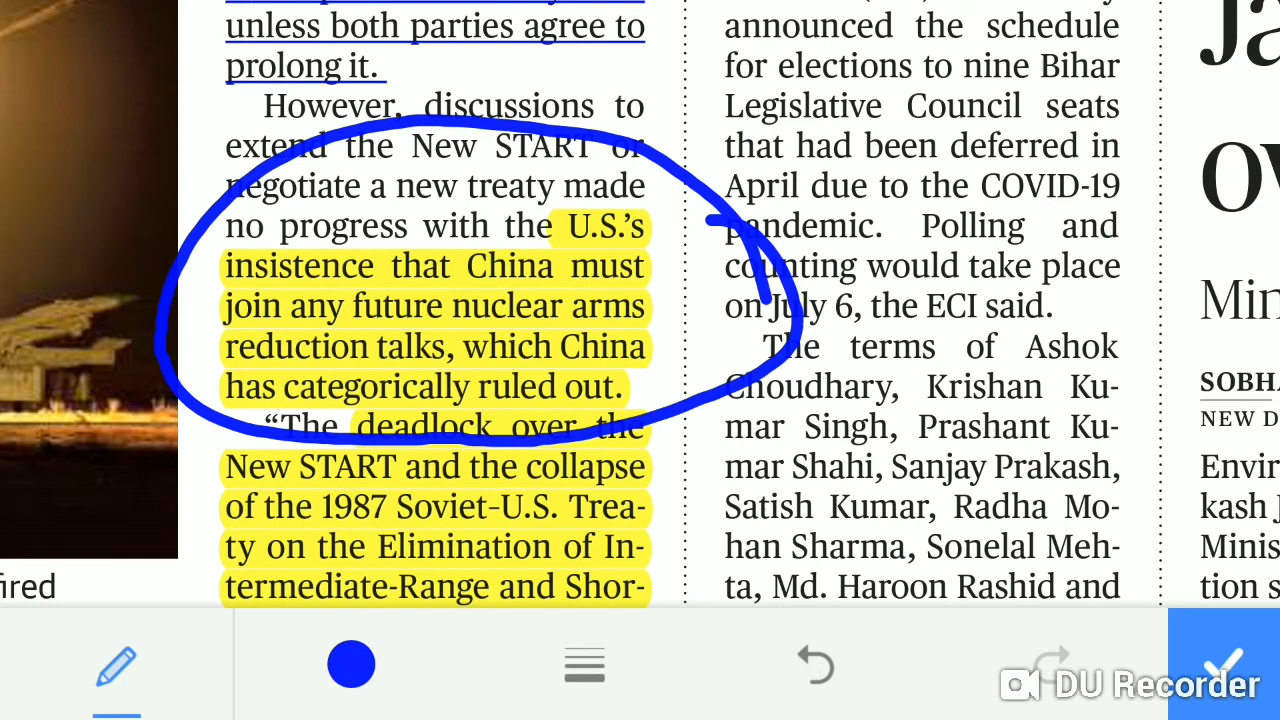 unless both parties agree to
prolong it.
However, discussions to
extend the New START or
negotiate a new treaty made
no progress with the U.S.'s
insistence that China must
join any future nuclear arms
reduction talks, which China
has categorically ruled out.
“The deadlock over the
New START and the collapse
of the 1987 Soviet-U.S. Trea-
ty on the Elimination of In-
termediate-Range and Shor-
announced the schedule
for elections to nine Bihar
Legislative Council seats
that had been deferred in
April due to the COVID-19
pandemic. Polling and
counting would take place
on July 6, the ECI said.
The terms of Ashok
Choudhary, Krishan Ku-
mar Singh, Prashant Ku-
mar Shahi, Sanjay Prakash,
Satish Kumar, Radha Mo-
han Sharma, Sonelal Meh-
ta, Md. Haroon Rashid and
Ja
ov
Min
SOBHA
NEW D
Envir
kash J
Minis
tion s
fired
DU Recorder